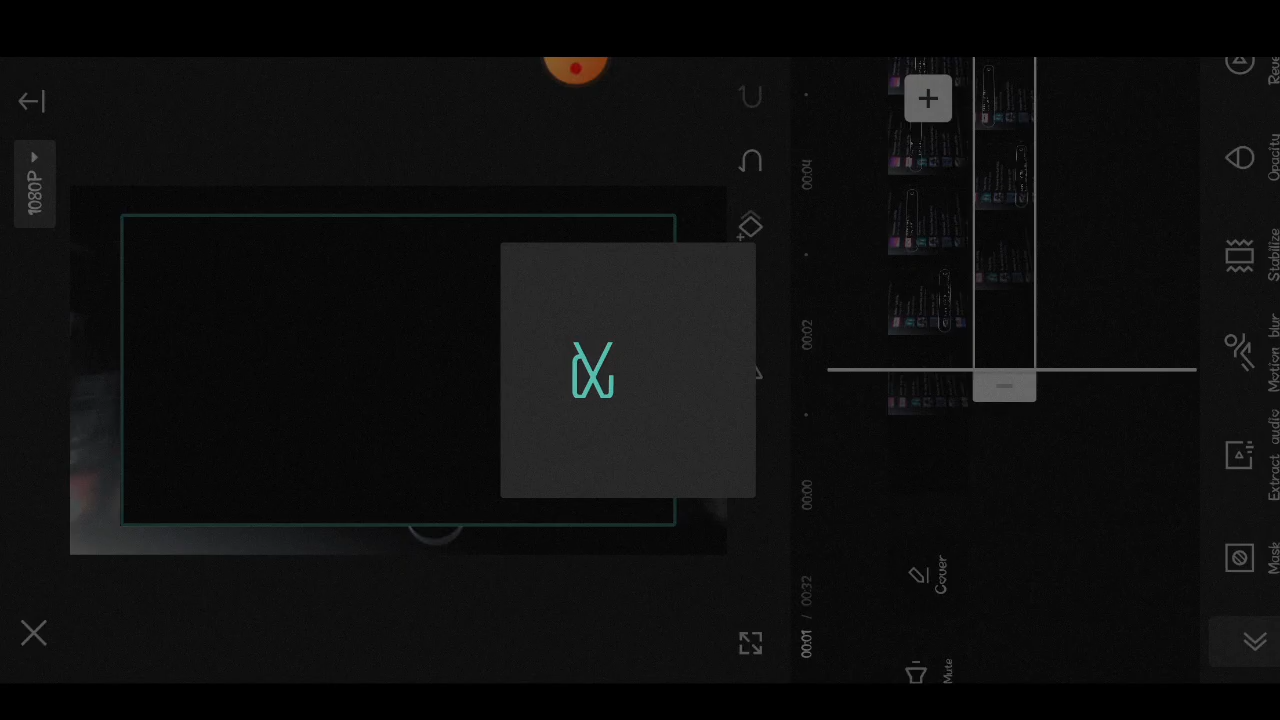 1080P
00:01 / 00:32
00:00
00:02
00:04
Mute
Cover
Mask
Extract audio
Motion blur
Stabilize
Opacity